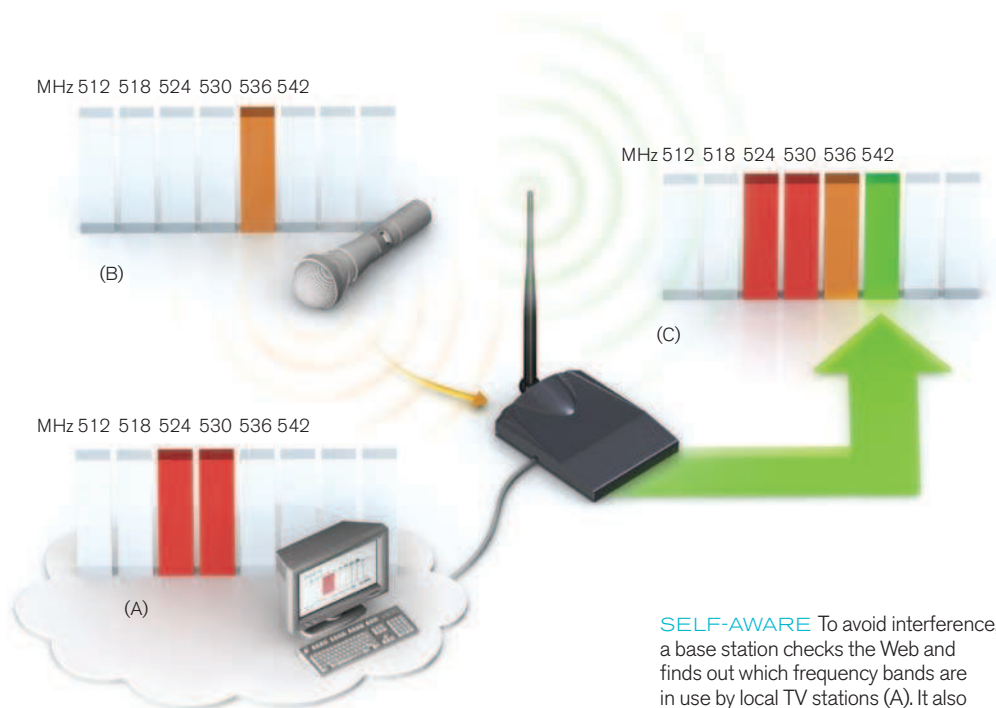 MHz 512 518 524 530 536 542
(B)
MHz 512 518 524 530 536 542
(C)
MHz 512 518 524 530 536 542
(A)
SELF-AWARE To avoid interference
a base station checks the Web and
finds out which frequency bands are
in use by local TV stations (A). It also